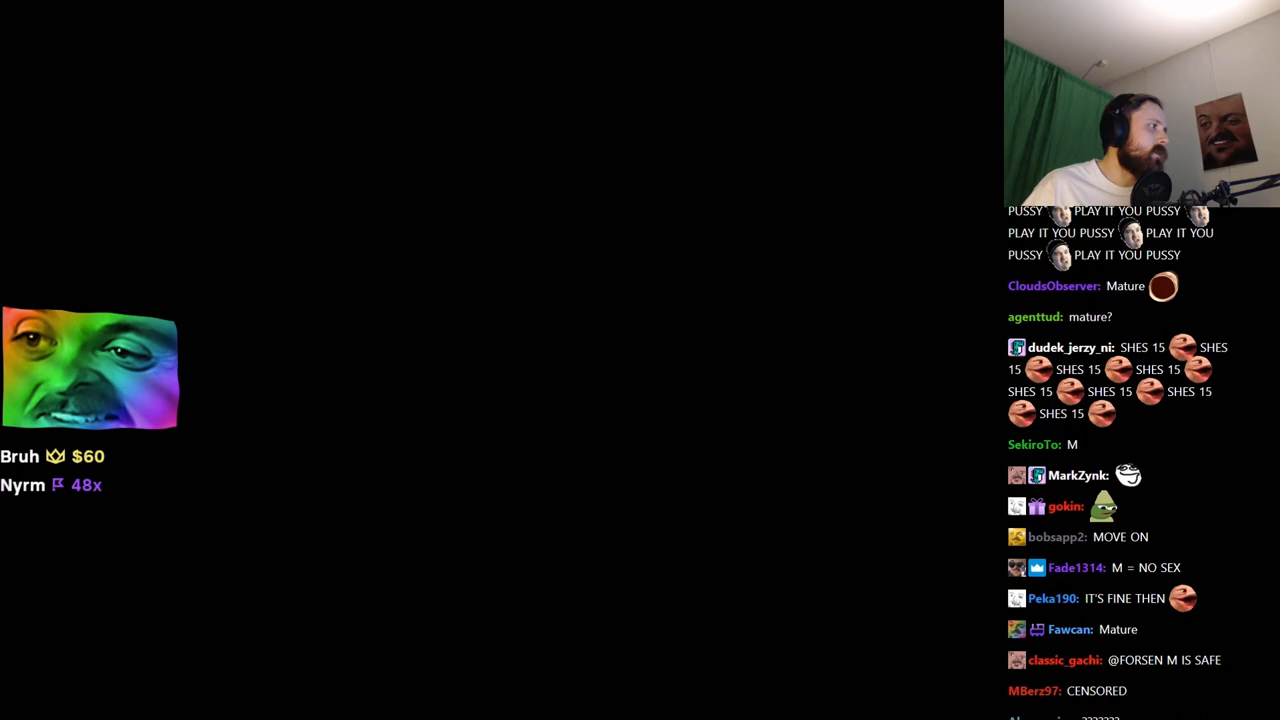 PUSSY PLAY IT YOU PUSSY
PLAY IT YOU PUSSY PLAY IT YOU
PUSSY PLAY IT YOU PUSSY
CloudsObserver: Mature
agenttud: mature?
dudek_jerzy_ni: SHES 15 SHES
15 SHES 15 SHES 15
SHES 15 SHES 15 SHES 15
SHES 15
SekiroTo: M
MarkZynk:
gokin:
bobsapp2: MOVE ON
Fade1314: M = NO SEX
Peka190: IT'S FINE THEN
Fawcan: Mature
classic_gachi: @FORSEN M IS SAFE
MBerz97: CENSORED
Bruh $60
Nyrm 48x